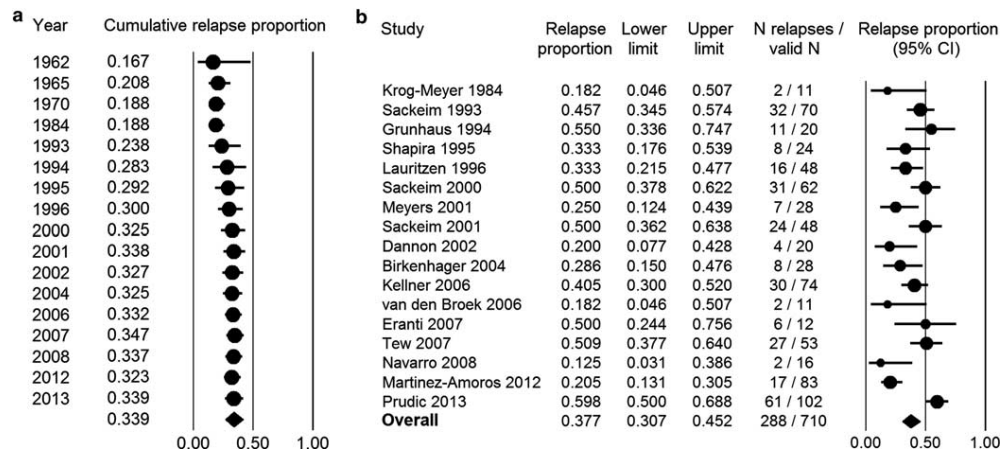 a
Year Cumulative relapse proportion
1962 0.167
1965 0.208
1970 0.188
1984 0.188
1993 0.238
1994 0.283
1995 0.292
1996 0.300
2000 0.325
2001 0.338
2002 0.327
2004 0.325
2006 0.332
2007 0.347
2008 0.337
2012 0.323
2013 0.339
0.339
0.00 0.50 1.00
b
Study Relapse proportion Lower limit Upper limit N relapses / valid N Relapse proportion (95% CI)
Krog-Meyer 1984 0.182 0.046 0.507 2 / 11
Sackeim 1993 0.457 0.345 0.574 32 / 70
Grunhaus 1994 0.550 0.336 0.747 11 / 20
Shapira 1995 0.333 0.176 0.539 8 / 24
Lauritzen 1996 0.333 0.215 0.477 16 / 48
Sackeim 2000 0.500 0.378 0.622 31 / 62
Meyers 2001 0.250 0.124 0.439 7 / 28
Sackeim 2001 0.500 0.362 0.638 24 / 48
Dannon 2002 0.200 0.077 0.428 4 / 20
Birkenhager 2004 0.286 0.150 0.476 8 / 28
Kellner 2006 0.405 0.300 0.520 30 / 74
van den Broek 2006 0.182 0.046 0.507 2 / 11
Eranti 2007 0.500 0.244 0.756 6 / 12
Tew 2007 0.509 0.377 0.640 27 / 53
Navarro 2008 0.125 0.031 0.386 2 / 16
Martinez-Amoros 2012 0.205 0.131 0.305 17 / 83
Prudic 2013 0.598 0.500 0.688 61 / 102
Overall 0.377 0.307 0.452 288 / 710
0.00 0.50 1.00